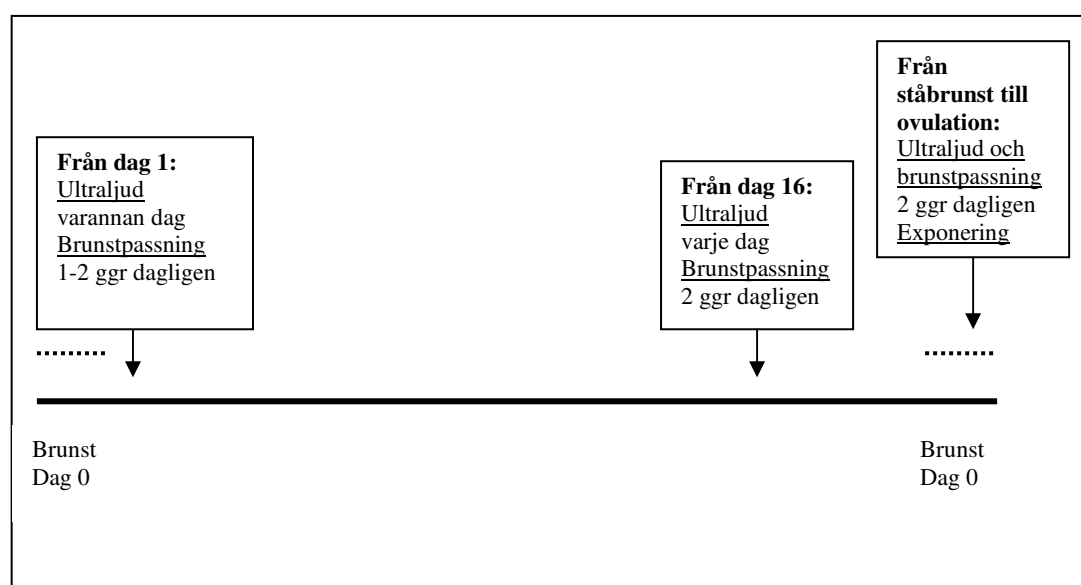 Från dag 1:
Ultraljud
varannan dag
Brunstpassning
1-2 ggr dagligen
Från dag 16:
Ultraljud
varje dag
Brunstpassning
2 ggr dagligen
Från
ståbrunst till
ovulation:
Ultraljud och
brunstpassning
2 ggr dagligen
Exponering
Brunst
Dag 0
Brunst
Dag 0